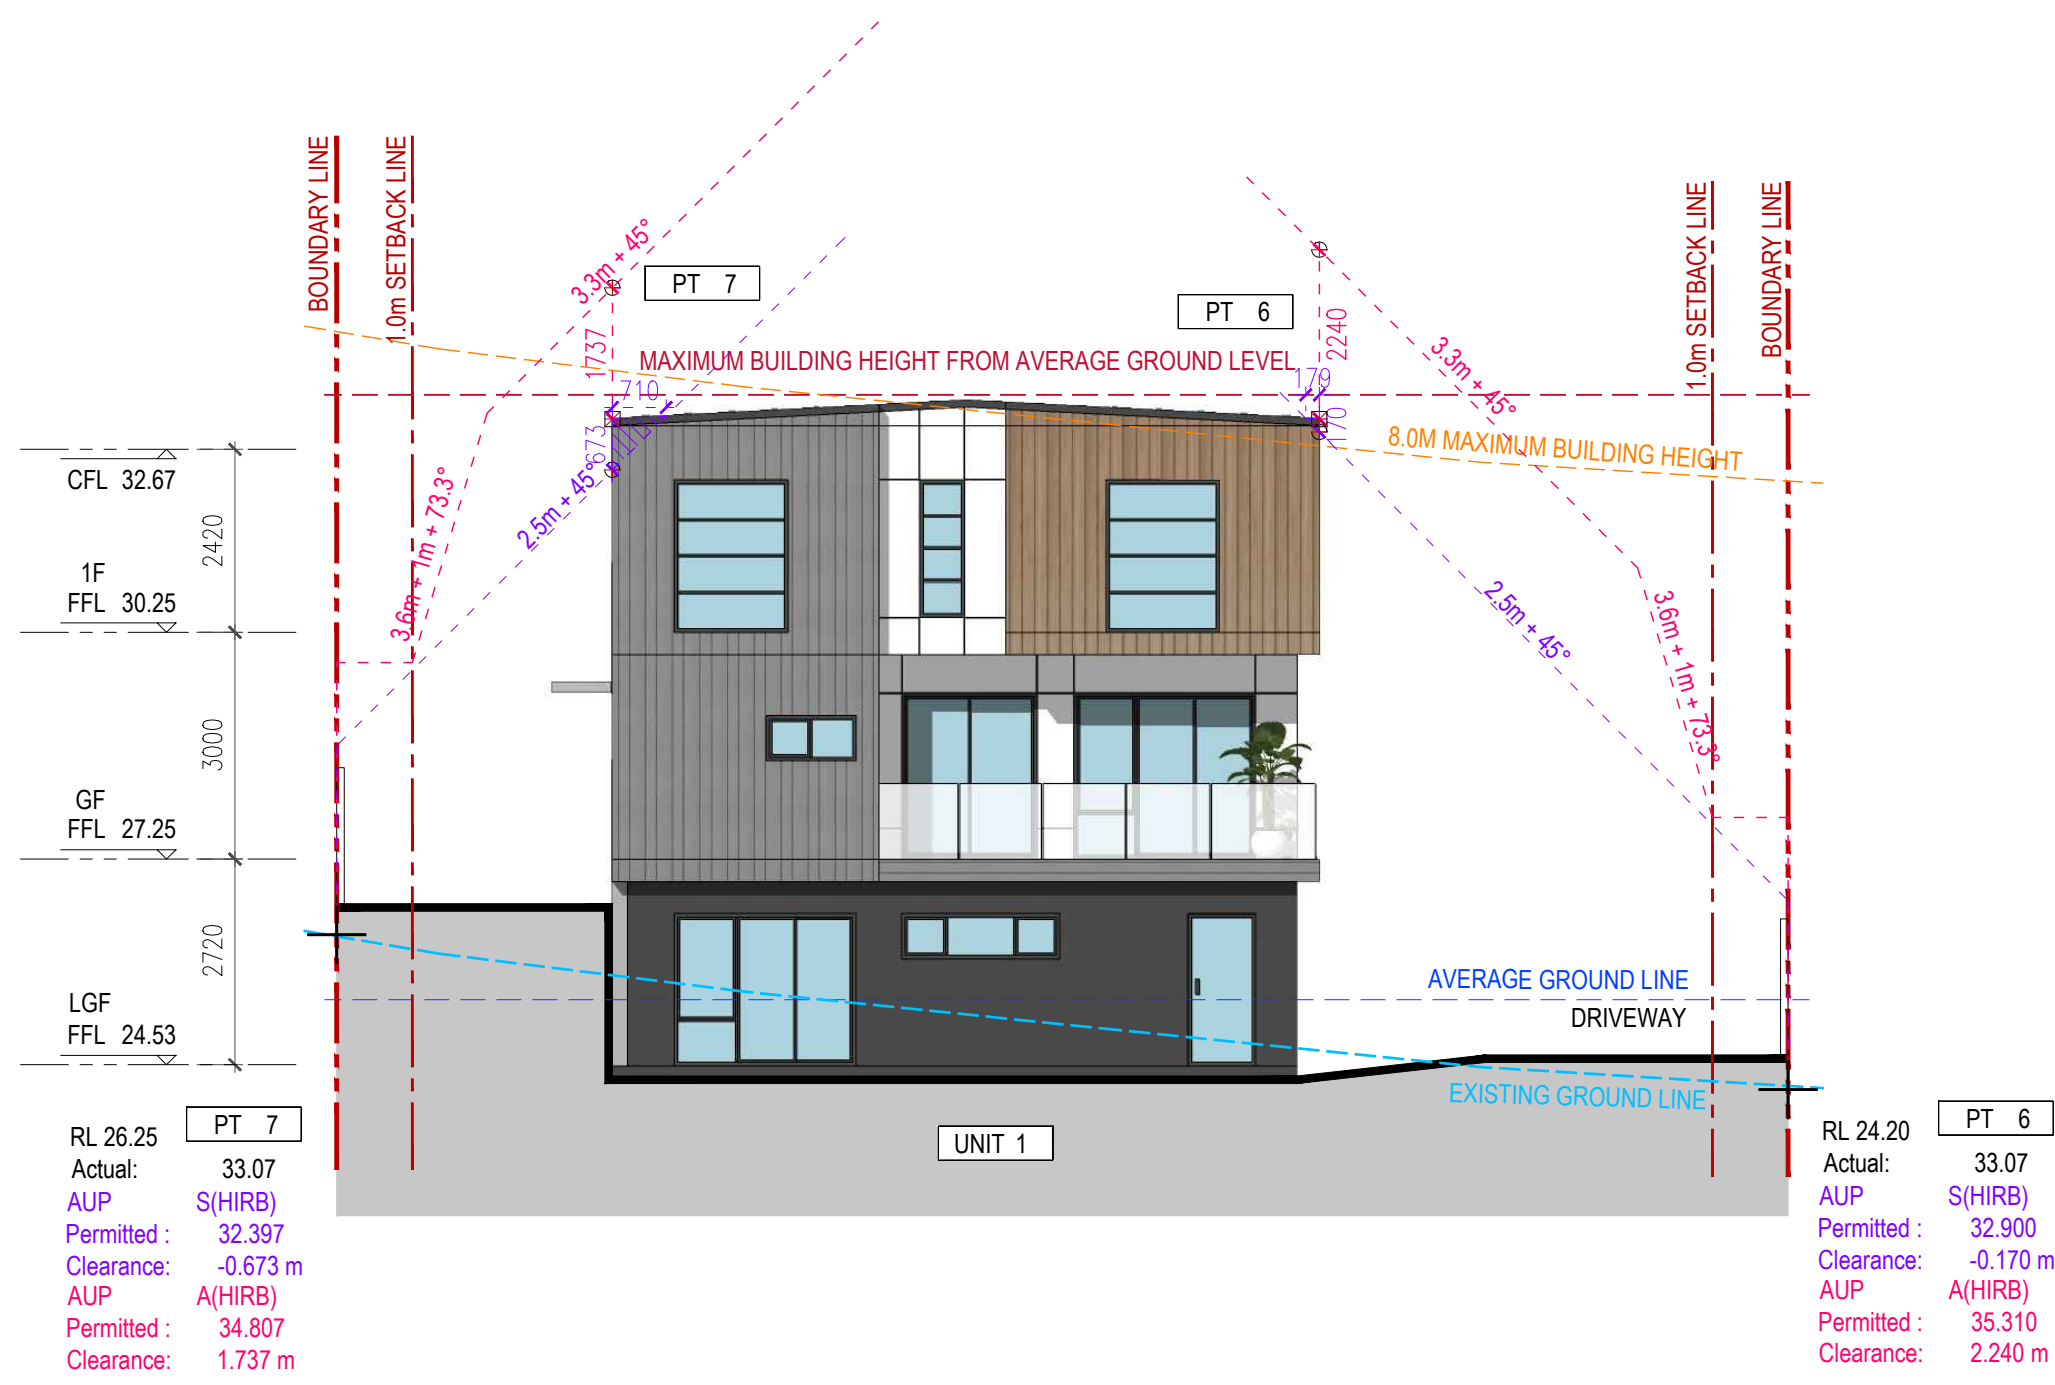 BOUNDARY LINE
1.0m SETBACK LINE
3.3m + 45°
PT 7
PT 6
1.0m SETBACK LINE
BOUNDARY LINE
1737
2240
MAXIMUM BUILDING HEIGHT FROM AVERAGE GROUND LEVEL
3.3m + 45°
710
179
673
170
8.0M MAXIMUM BUILDING HEIGHT
CFL 32.67
2.5m + 45°
3.6m + 1m + 73.3°
2420
1F
FFL 30.25
2.5m + 45°
3.6m + 1m + 73.3°
3000
GF
FFL 27.25
2720
AVERAGE GROUND LINE
LGF
FFL 24.53
DRIVEWAY
EXISTING GROUND LINE
UNIT 1
RL 26.25 PT 7
Actual: 33.07
AUP S(HIRB)
Permitted : 32.397
Clearance: -0.673 m
AUP A(HIRB)
Permitted : 34.807
Clearance: 1.737 m
RL 24.20 PT 6
Actual: 33.07
AUP S(HIRB)
Permitted : 32.900
Clearance: -0.170 m
AUP A(HIRB)
Permitted : 35.310
Clearance: 2.240 m